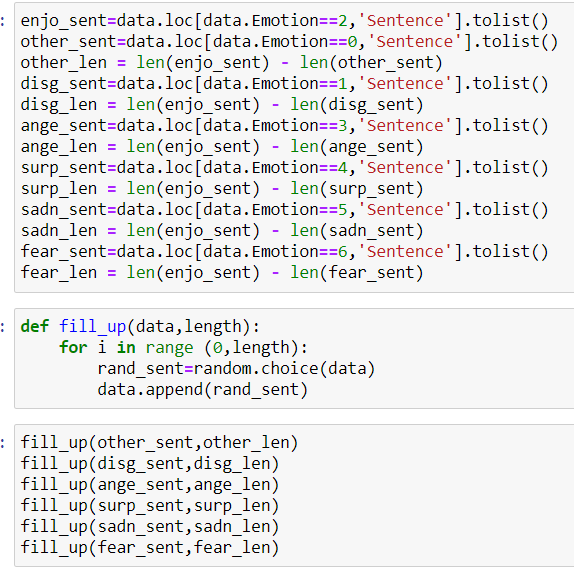 : enjo_sent=data.loc[data.Emotion==2,'Sentence'].tolist()
other_sent=data.loc[data.Emotion==0,'Sentence'].tolist()
other_len = len(enjo_sent) - len(other_sent)
disg_sent=data.loc[data.Emotion==1,'Sentence'].tolist()
disg_len = len(enjo_sent) - len(disg_sent)
ange_sent=data.loc[data.Emotion==3,'Sentence'].tolist()
ange_len = len(enjo_sent) - len(ange_sent)
surp_sent=data.loc[data.Emotion==4,'Sentence'].tolist()
surp_len = len(enjo_sent) - len(surp_sent)
sadn_sent=data.loc[data.Emotion==5,'Sentence'].tolist()
sadn_len = len(enjo_sent) - len(sadn_sent)
fear_sent=data.loc[data.Emotion==6,'Sentence'].tolist()
fear_len = len(enjo_sent) - len(fear_sent)
: def fill_up(data,length):
    for i in range (0,length):
        rand_sent=random.choice(data)
        data.append(rand_sent)
: fill_up(other_sent,other_len)
fill_up(disg_sent,disg_len)
fill_up(ange_sent,ange_len)
fill_up(surp_sent,surp_len)
fill_up(sadn_sent,sadn_len)
fill_up(fear_sent,fear_len)